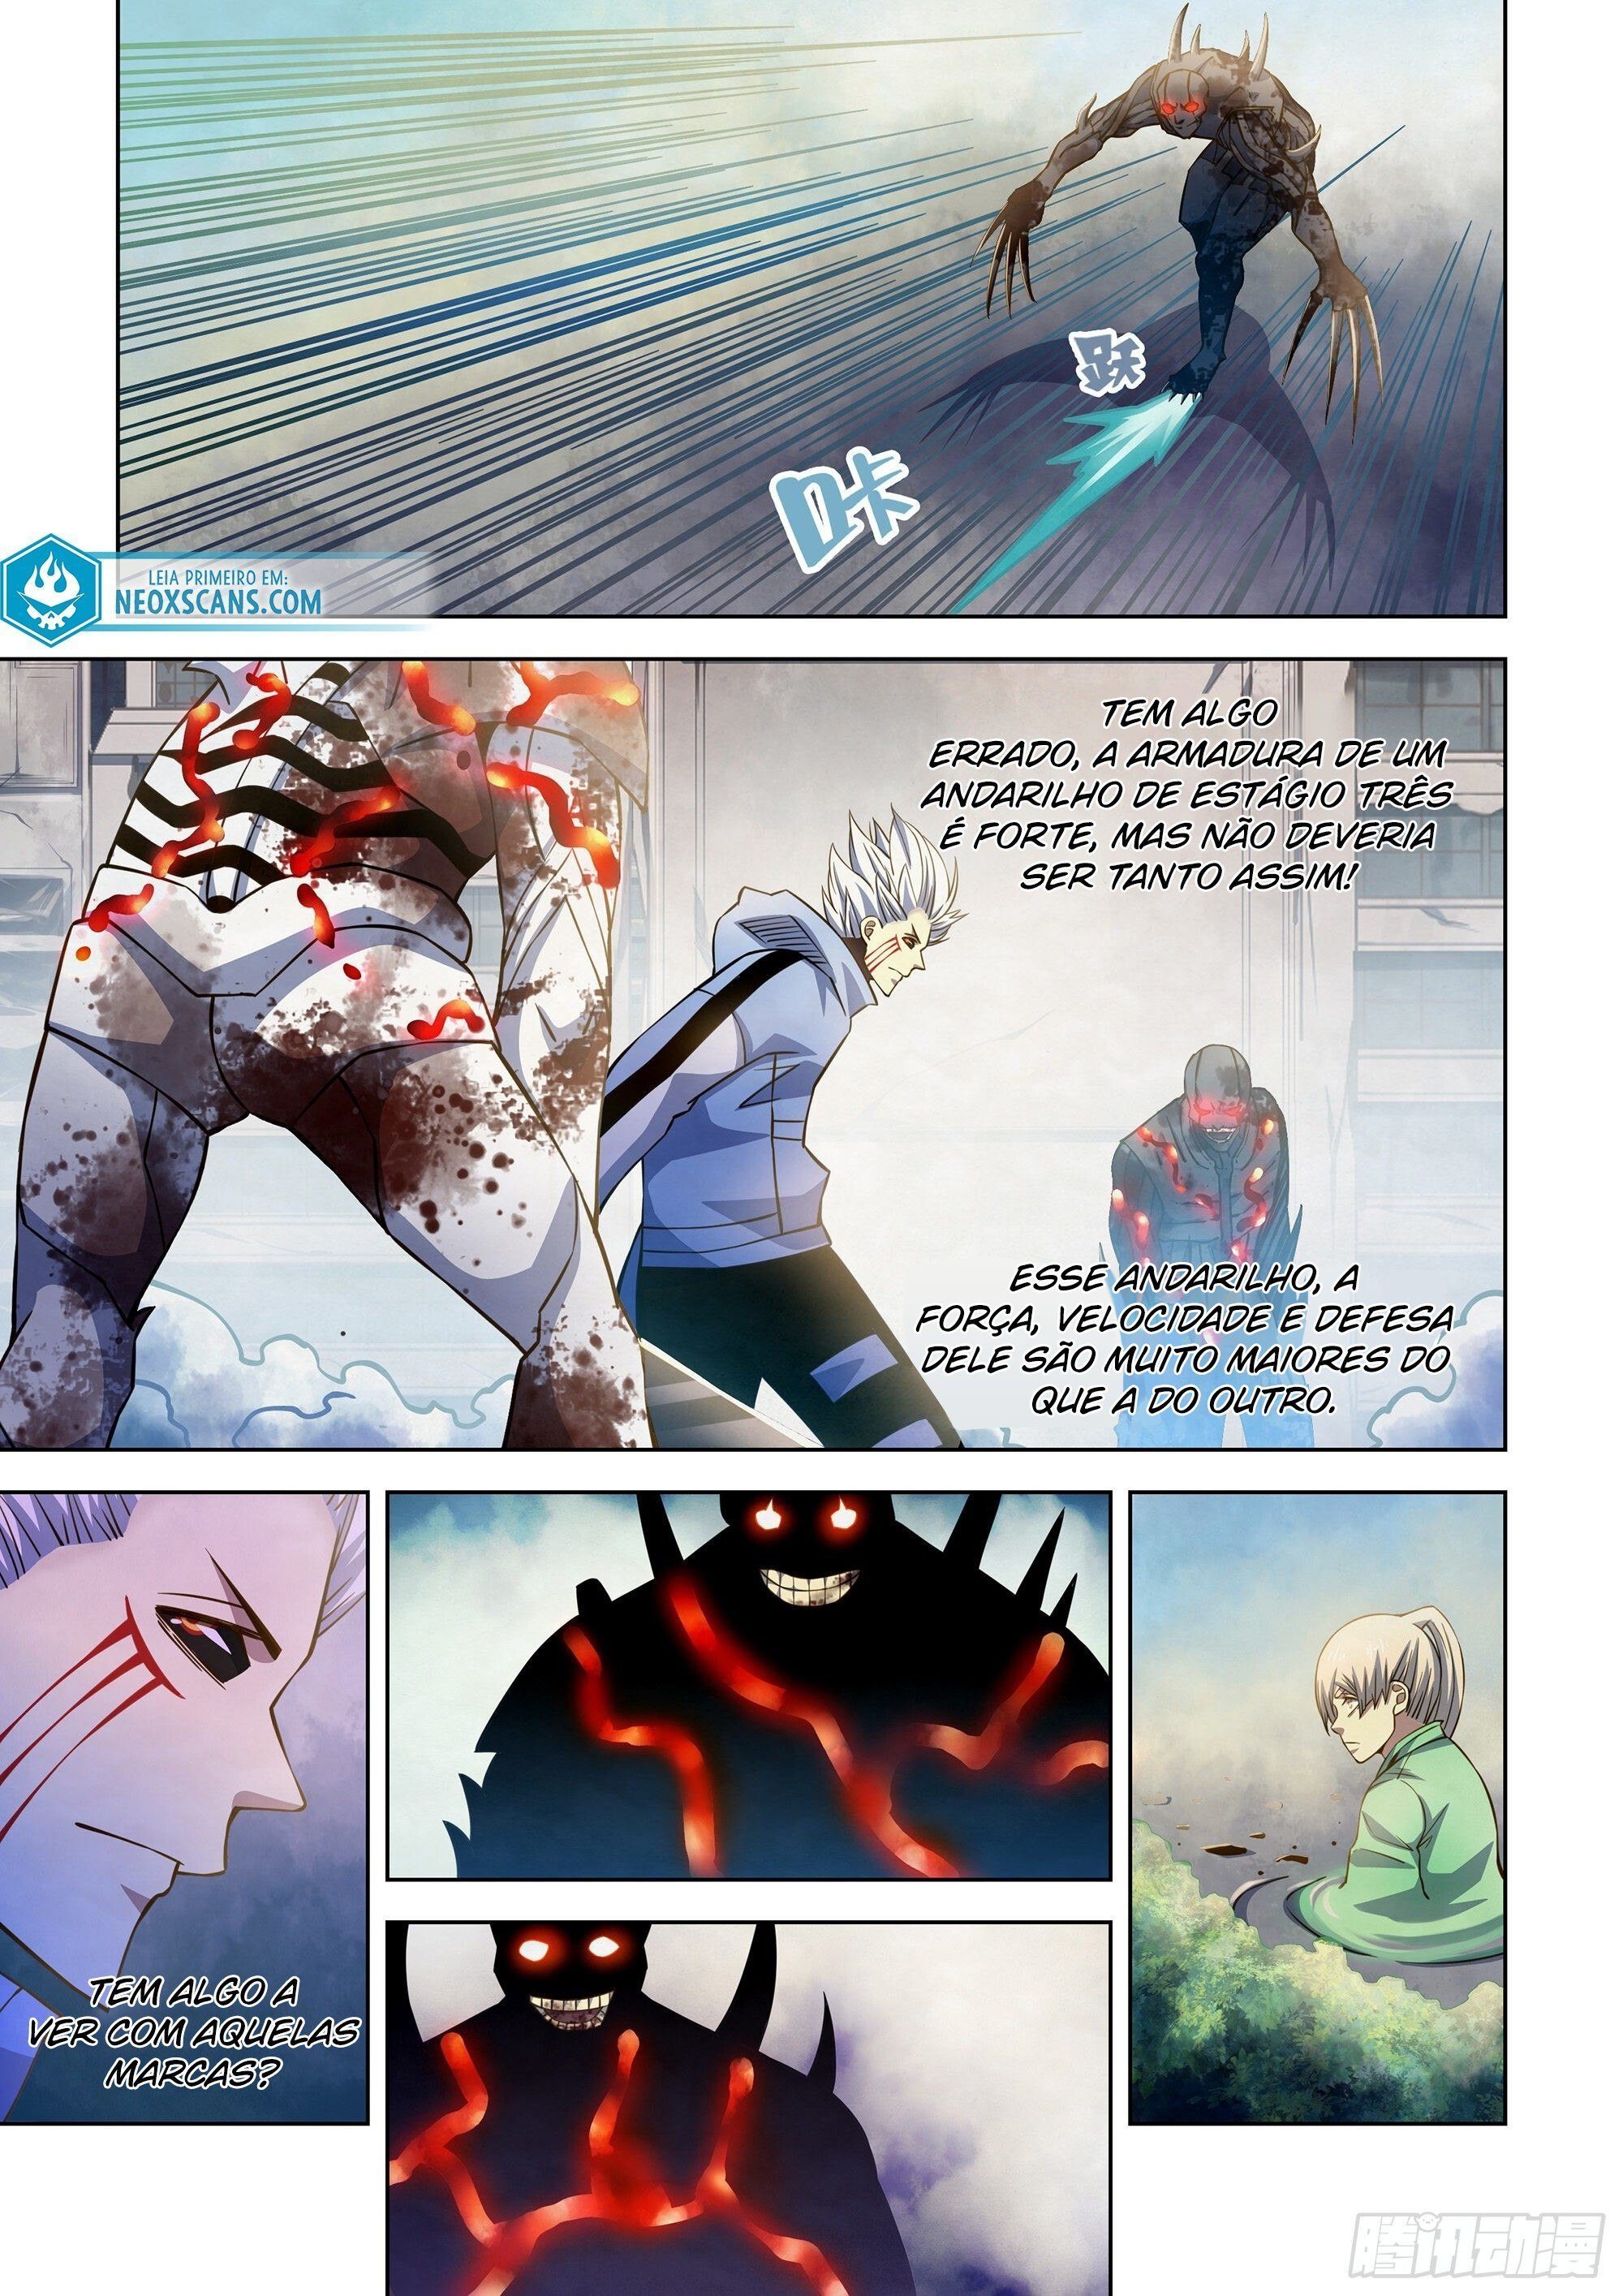 跃
咔
LEIA PRIMEIRO EM:
NEOXSCANS.COM
TEM ALGO
ERRADO, A ARMADURA DE UM
ANDARILHO DE ESTÁGIO TRÊS
É FORTE, MAS NÃO DEVERIA
SER TANTO ASSIM!
ESSE ANDARILHO, A
FORÇA, VELOCIDADE E DEFESA
DELE SÃO MUITO MAIORES DO
QUE A DO OUTRO.
TEM ALGO A
VER COM AQUELAS
MARCAS?
腾讯动漫